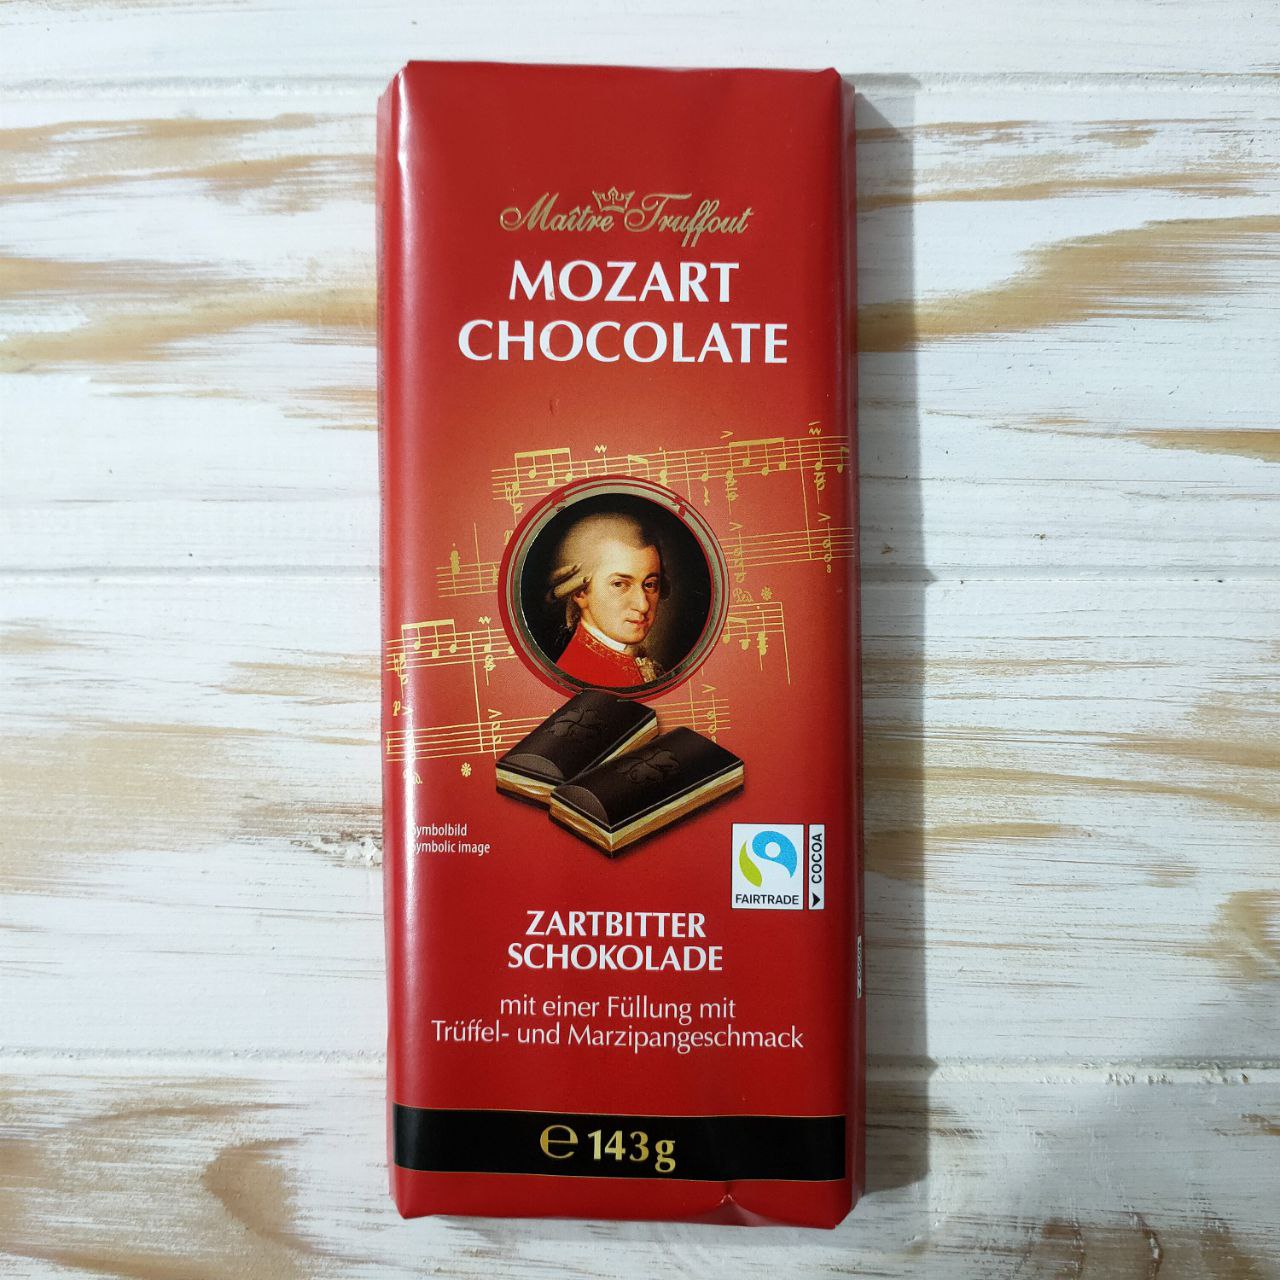 Maître Truffout
MOZART
CHOCOLATE
Symbolbild
Symbolic image
FAIRTRADE
COCOA
ZARTBITTER
SCHOKOLADE
mit einer Füllung mit
Trüffel- und Marzipangeschmack
℮ 143g